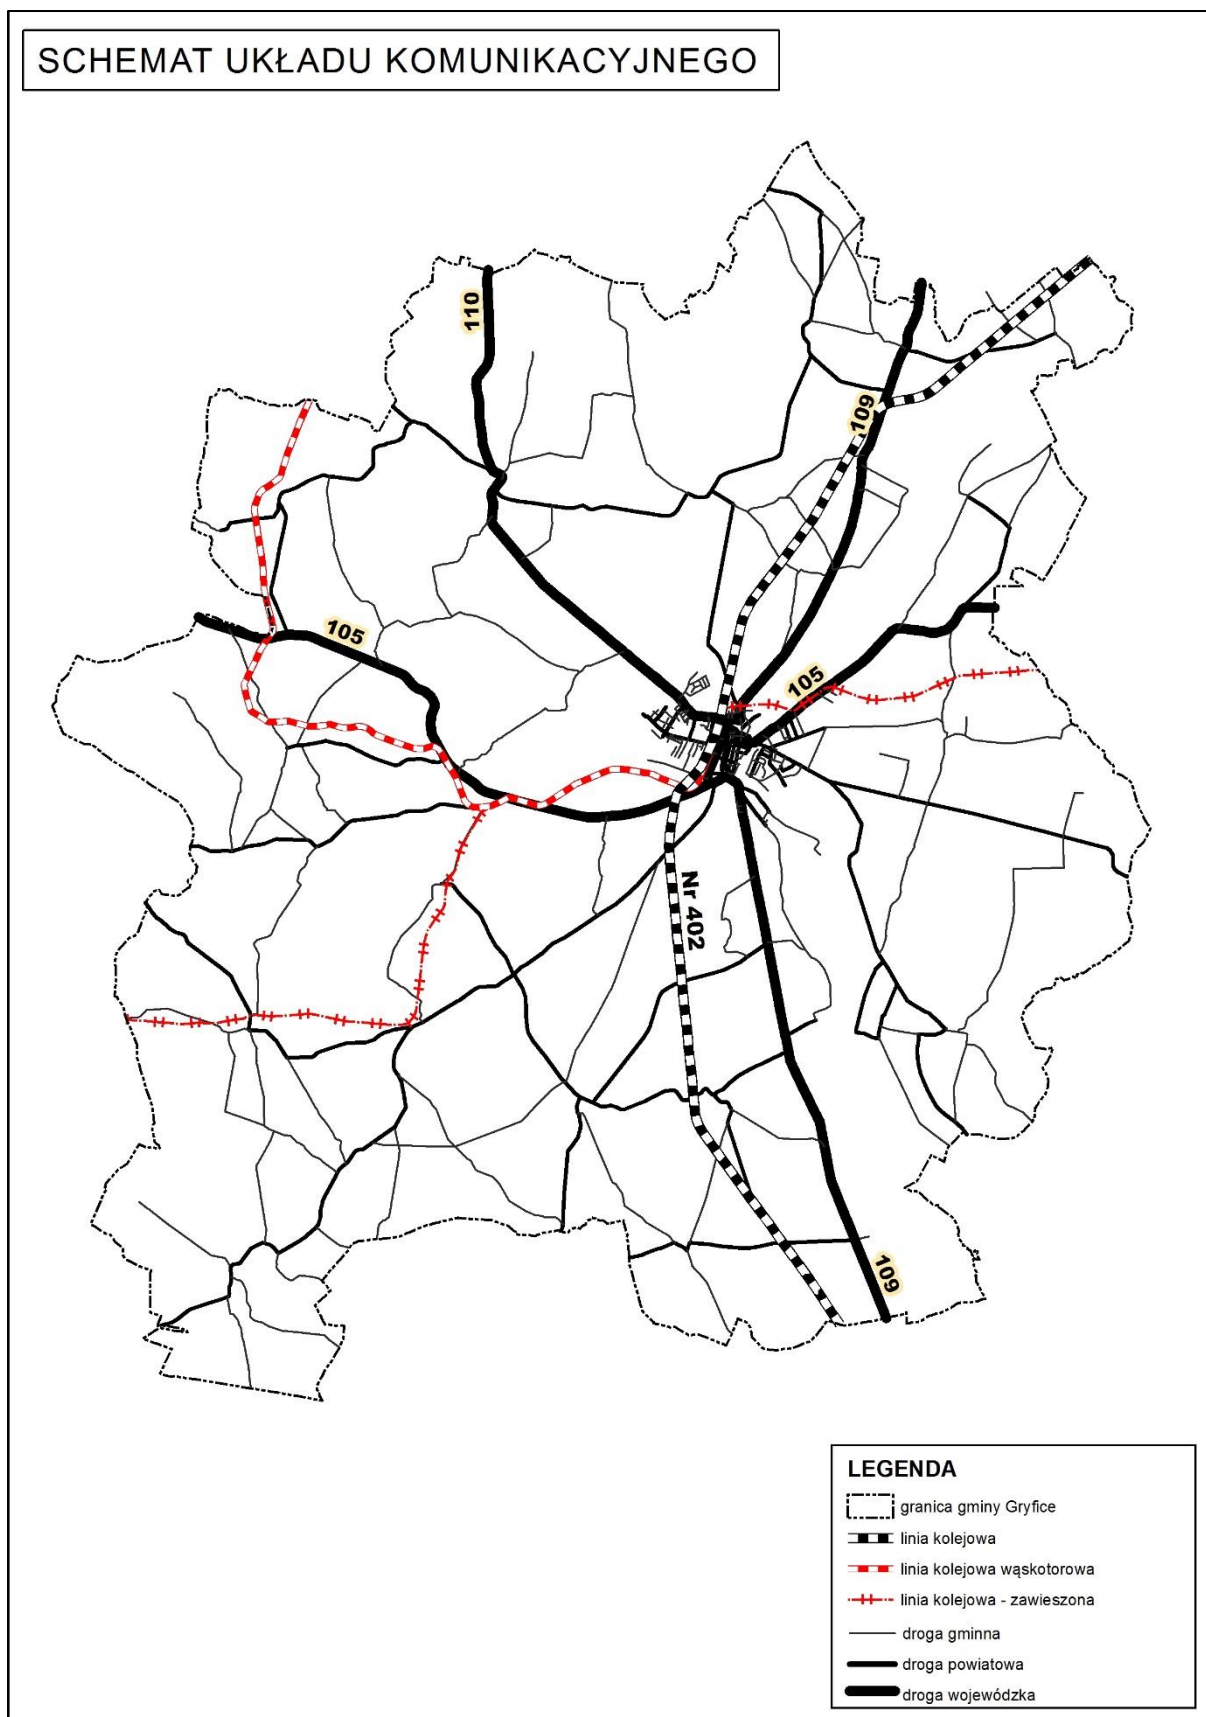 SCHEMAT UKŁADU KOMUNIKACYJNEGO
110
109
105
105
Nr 402
109
LEGENDA
granica gminy Gryfice
linia kolejowa
linia kolejowa wąskotorowa
linia kolejowa - zawieszona
droga gminna
droga powiatowa
droga wojewódzka